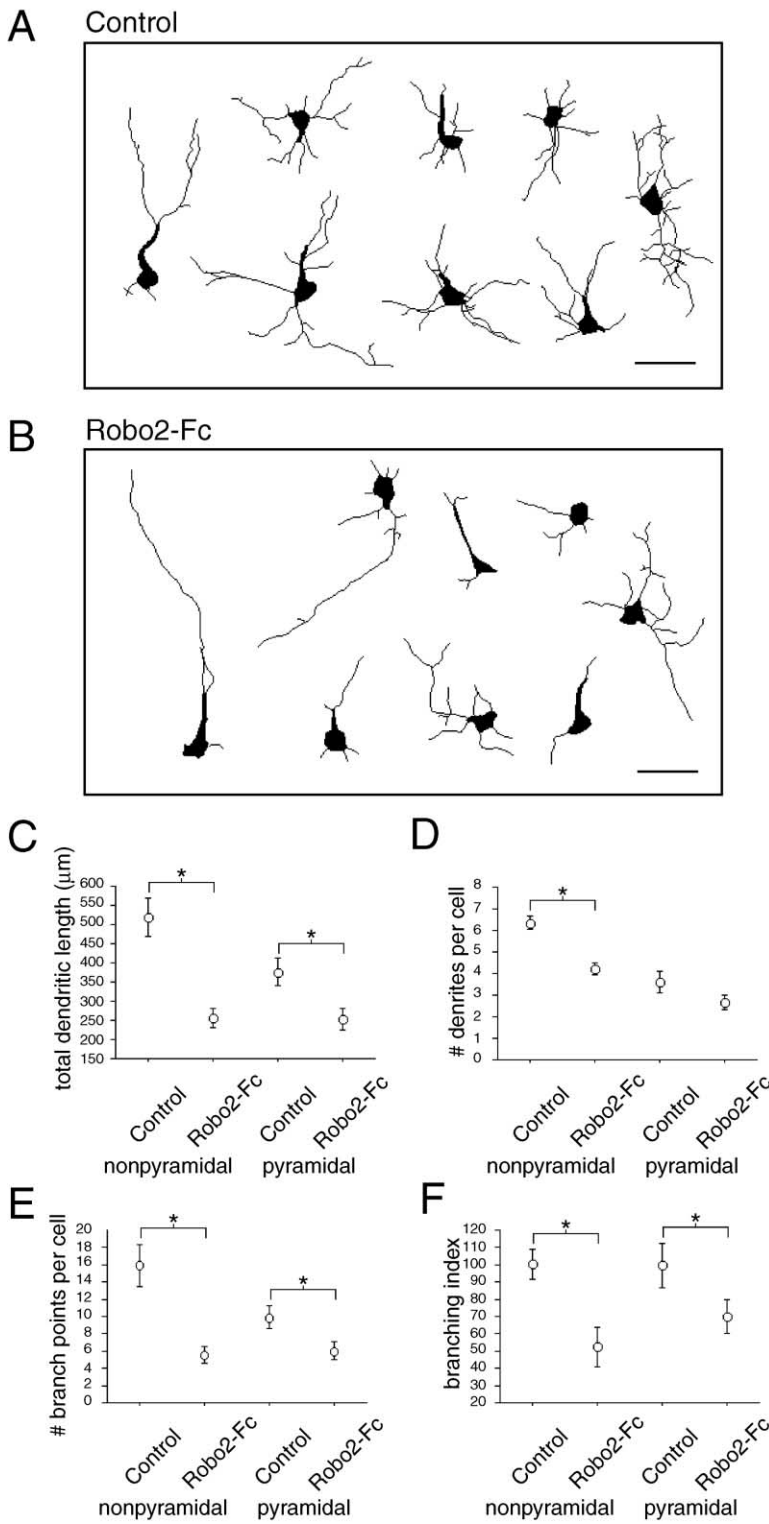 A Control
B Robo2-Fc
C
total dendritic length (μm)
600
550
500
450
400
350
300
250
200
150
*
*
Control
Robo2-Fc
Control
Robo2-Fc
nonpyramidal
pyramidal
D
# denrites per cell
8
7
6
5
4
3
2
1
0
*
Control
Robo2-Fc
Control
Robo2-Fc
nonpyramidal
pyramidal
E
# branch points per cell
20
18
16
14
12
10
8
6
4
2
0
*
*
Control
Robo2-Fc
Control
Robo2-Fc
nonpyramidal
pyramidal
F
branching index
120
110
100
90
80
70
60
50
40
30
20
*
*
Control
Robo2-Fc
Control
Robo2-Fc
nonpyramidal
pyramidal